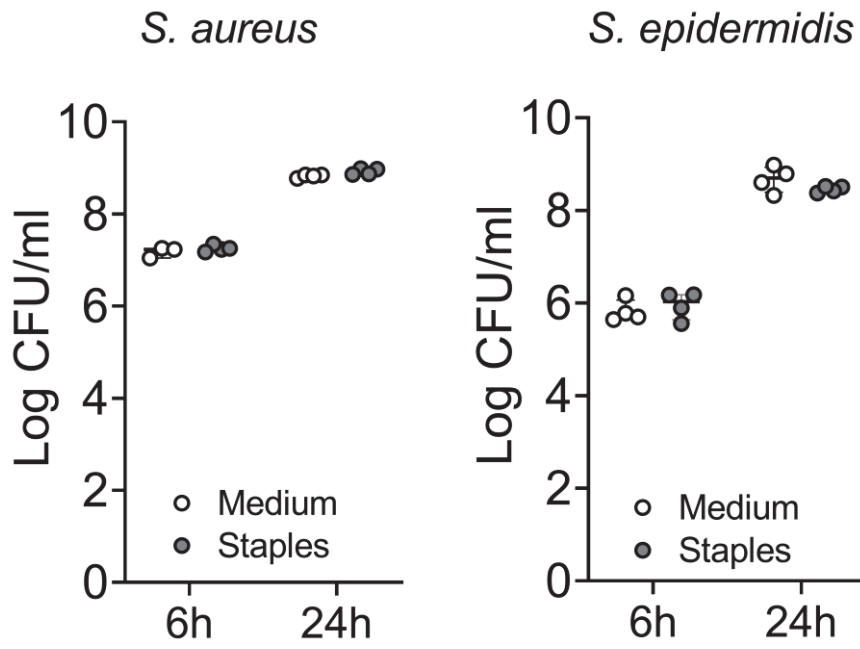 S. aureus
Log CFU/ml
10
8
6
4
2
0
Medium
Staples
6h 24h
S. epidermidis
Log CFU/ml
10
8
6
4
2
0
Medium
Staples
6h 24h